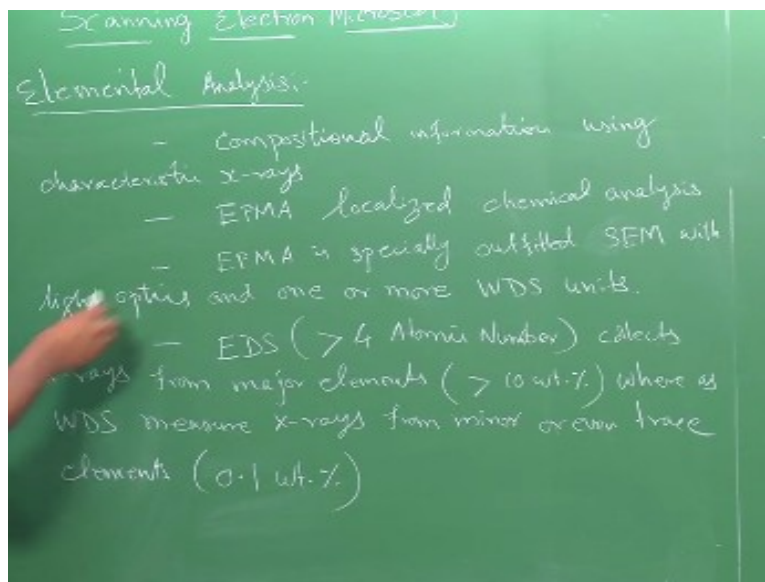 Scanning Electron Microscopy
Elemental Analysis:-
- Compositional information using
characteristic x-rays
- EPMA localized chemical analysis
- EPMA is specially outfitted SEM with
light optics and one or more WDS units.
- EDS (>4 Atomic Number) collects
x-rays from major elements (>10 wt.%) where as
WDS measure x-rays from minor or even trace
elements (0.1 wt.%)